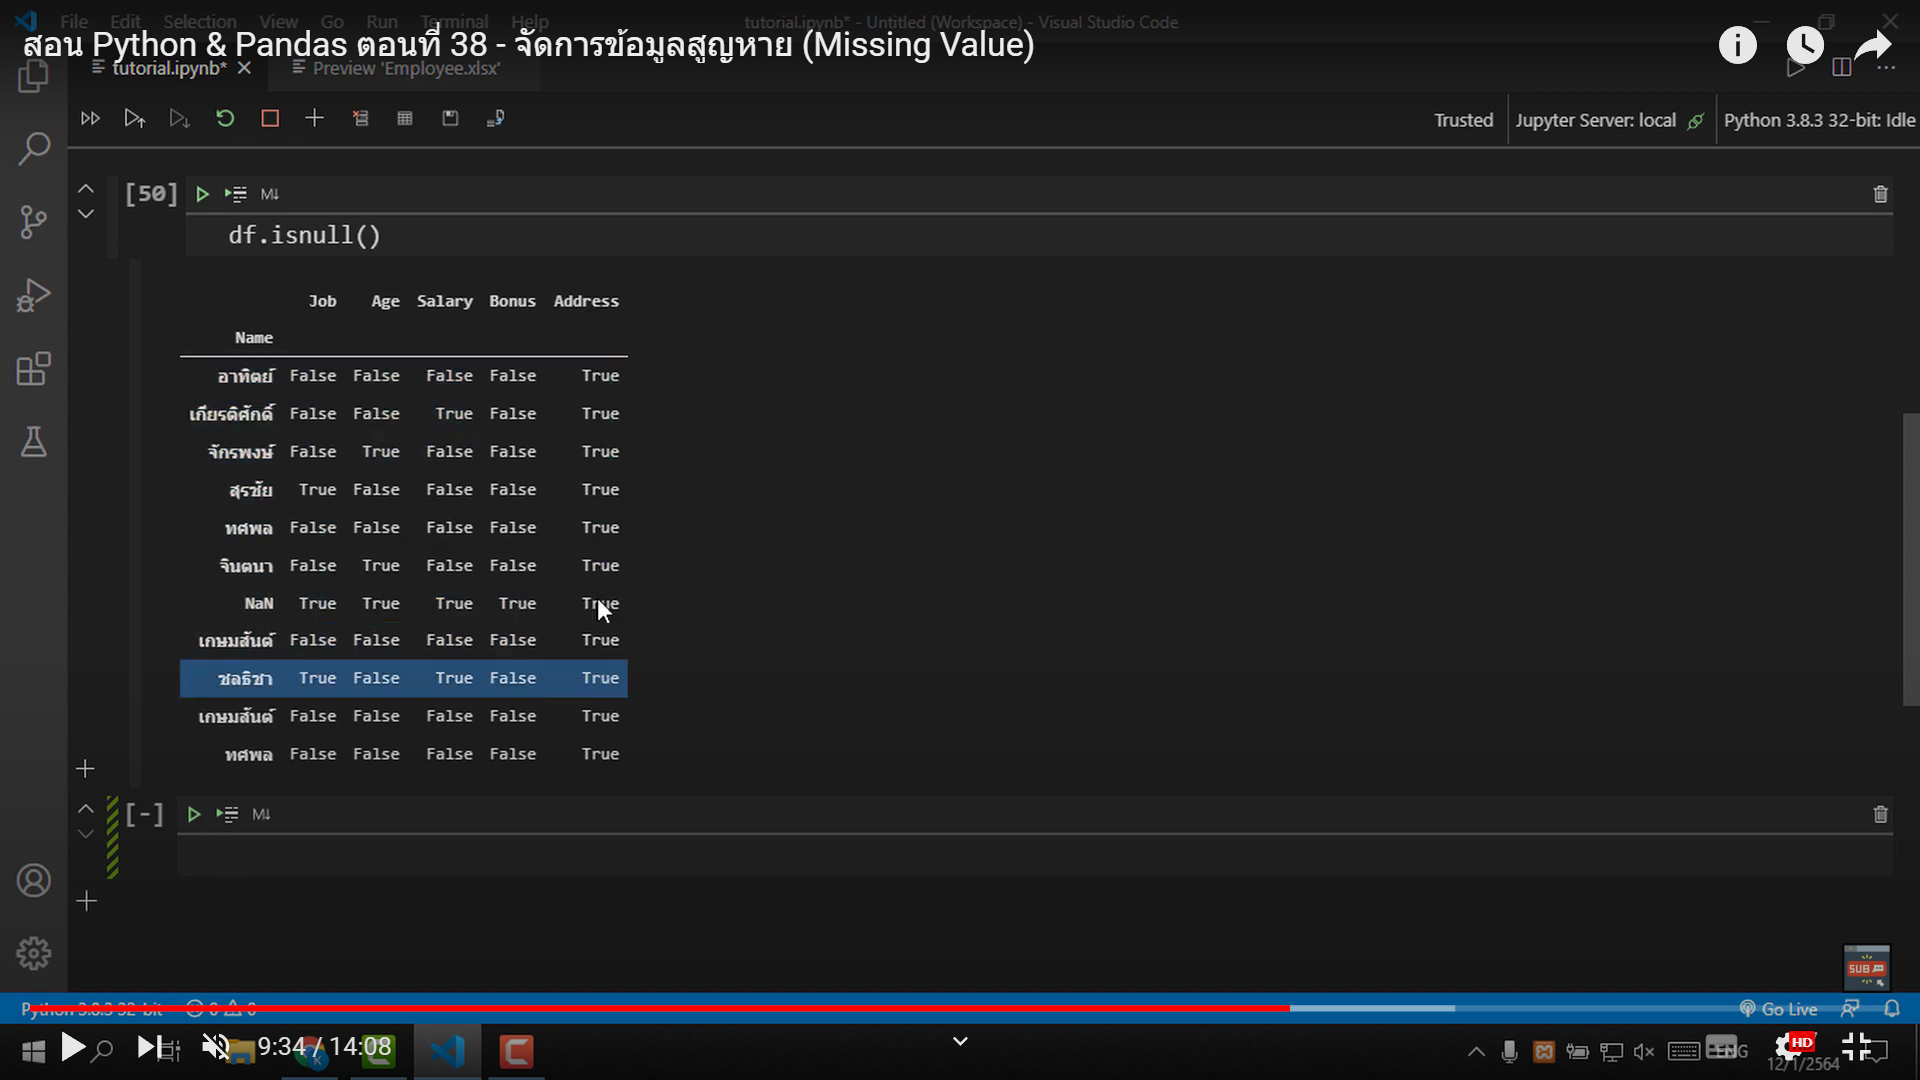 File Edit Selection View Go Run Terminal Help tutorial.ipynb* - Untitled (Workspace) - Visual Studio Code
สอน Python & Pandas ตอนที่ 38 - จัดการข้อมูลสูญหาย (Missing Value)
tutorial.ipynb* Preview 'Employee.xlsx'
Trusted Jupyter Server: local Python 3.8.3 32-bit: Idle
[50] M↓
df.isnull()
Job Age Salary Bonus Address
Name
อาทิตย์ False False False False True
เกียรติศักดิ์ False False True False True
จักรพงษ์ False True False False True
สุรชัย True False False False True
ทศพล False False False False True
จินตนา False True False False True
NaN True True True True True
เกษมสันต์ False False False False True
ชลธิชา True False True False True
เกษมสันต์ False False False False True
ทศพล False False False False True
[-] M↓
SUB
Python 3.8.3 32-bit 0 0 Go Live
9:34 / 14:08 ENG HD
12/1/2564